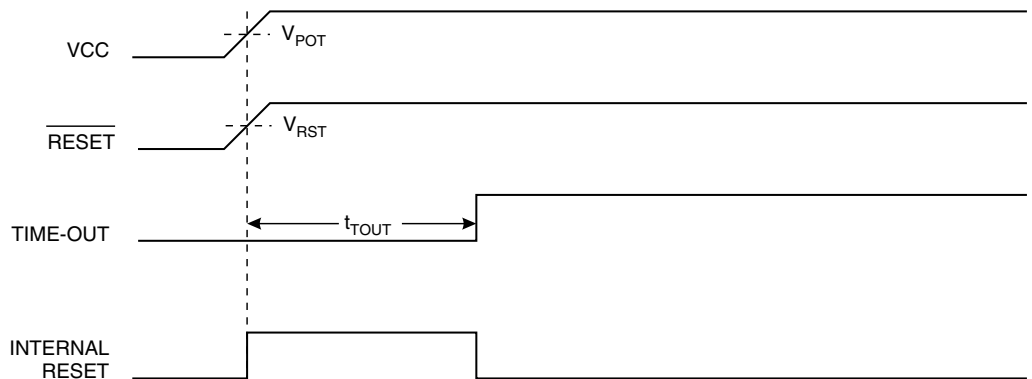 VCC
V_POT
RESET
V_RST
TIME-OUT
t_TOUT
INTERNAL
RESET